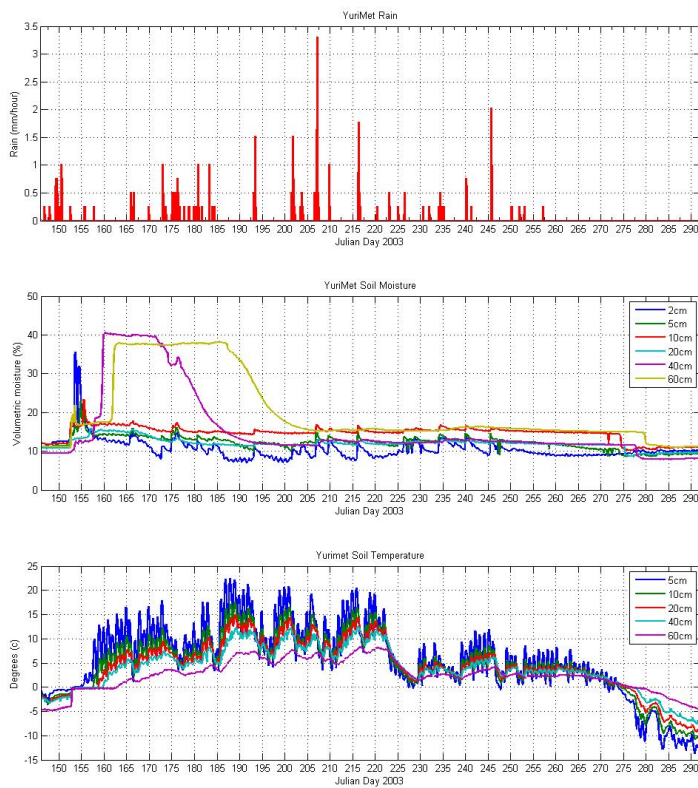 YuriMet Rain
3.5
3
2.5
2
1.5
1
0.5
0
Rain (mm/hour)
150 155 160 165 170 175 180 185 190 195 200 205 210 215 220 225 230 235 240 245 250 255 260 265 270 275 280 285 290
Julian Day 2003
YuriMet Soil Moisture
50
40
30
20
10
0
Volumetric moisture (%)
2cm
5cm
10cm
20cm
40cm
60cm
150 155 160 165 170 175 180 185 190 195 200 205 210 215 220 225 230 235 240 245 250 255 260 265 270 275 280 285 290
Julian Day 2003
Yurimet Soil Temperature
25
20
15
10
5
0
-5
-10
-15
Degrees (c)
5cm
10cm
20cm
40cm
60cm
150 155 160 165 170 175 180 185 190 195 200 205 210 215 220 225 230 235 240 245 250 255 260 265 270 275 280 285 290
Julian Day 2003